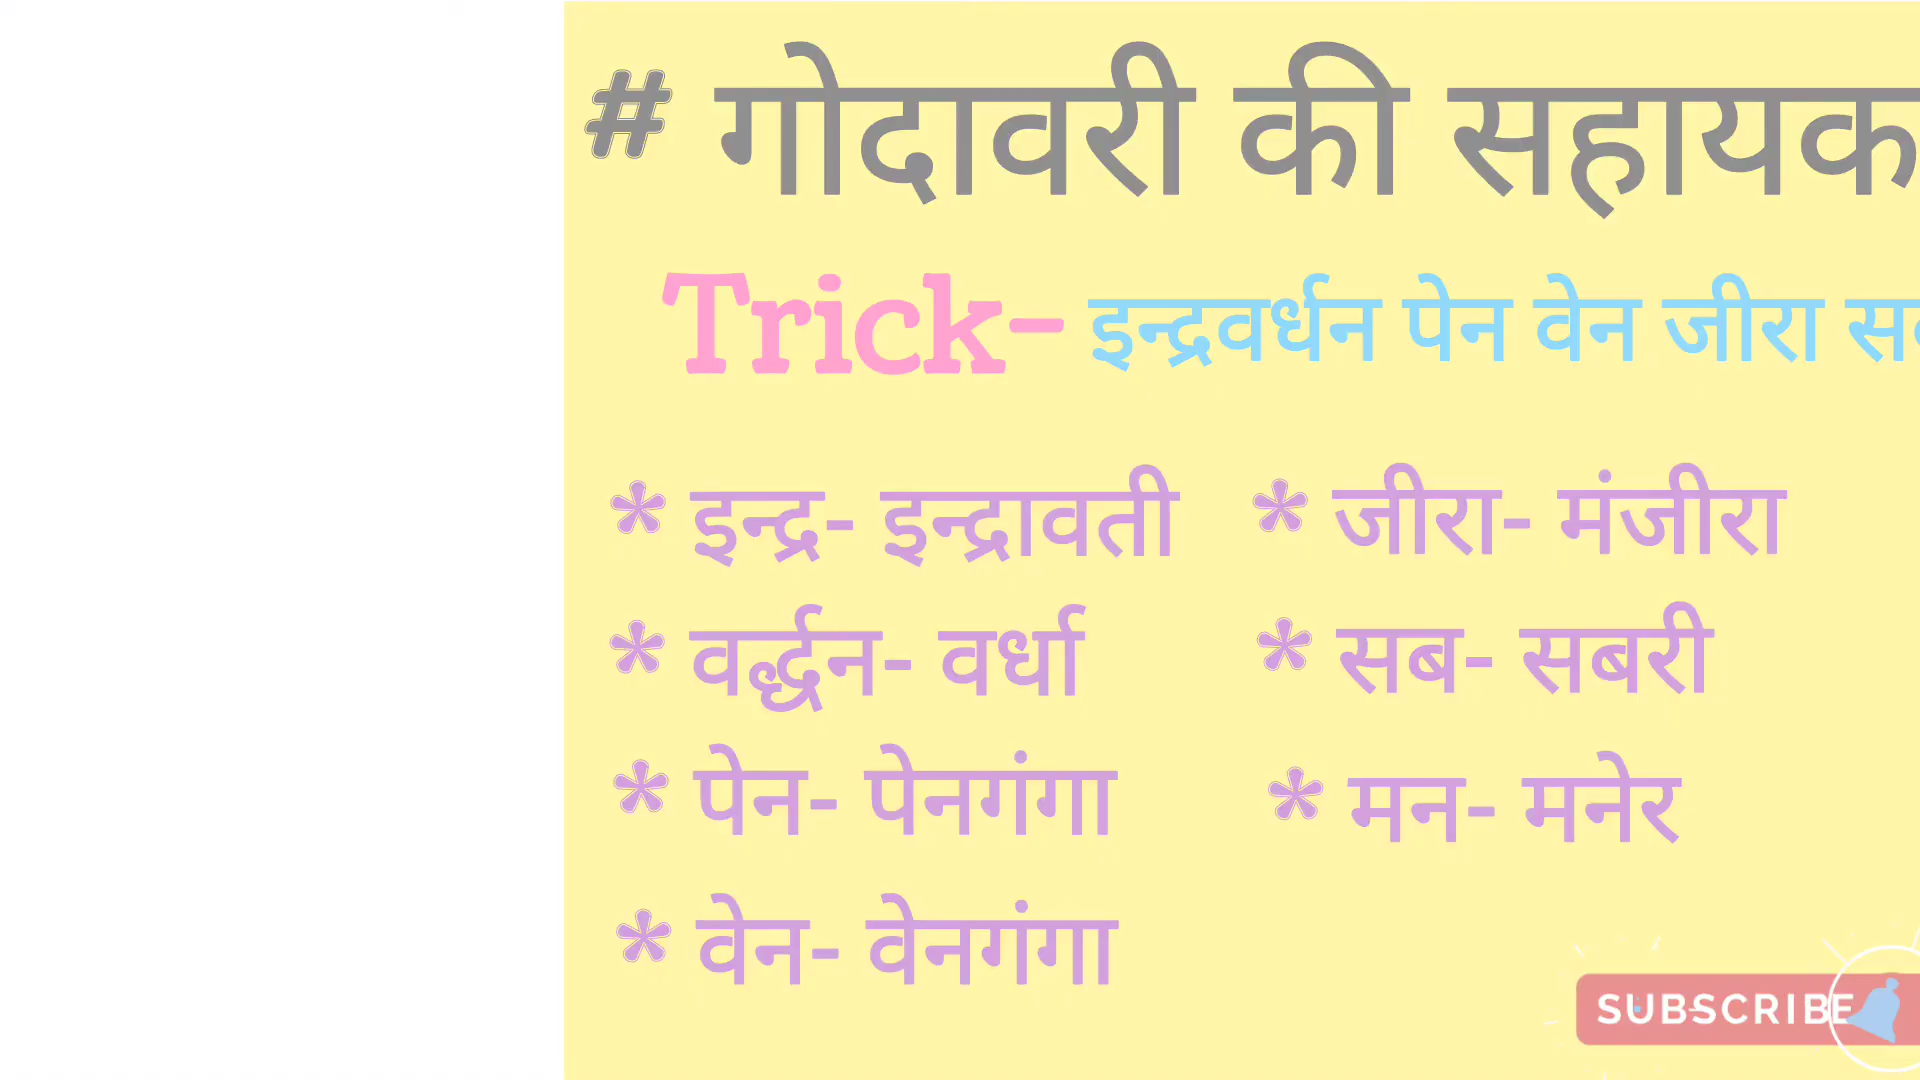 # गोदावरी की सहायक
Trick- इन्द्रवर्धन पेन वेन जीरा
* इन्द्र- इन्द्रावती
* वर्द्धन- वर्धा
* पेन- पेनगंगा
* वेन- वेनगंगा
* जीरा- मंजीरा
* सब- सबरी
* मन- मनेर
SUBSCRIBE